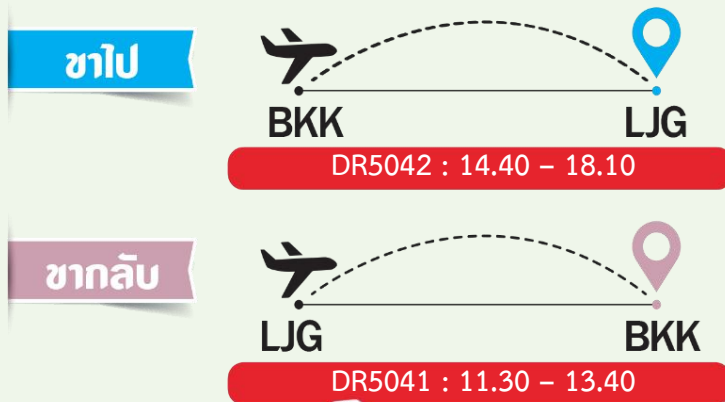 ขาไป
BKK LJG
DR5042 : 14.40 – 18.10
ขากลับ
LJG BKK
DR5041 : 11.30 – 13.40